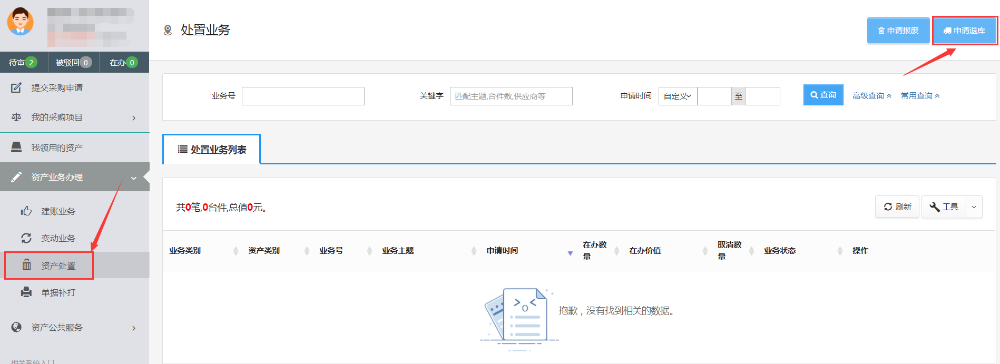 处置业务
申请报废
申请退库
待审 2
被驳回 0
在办 0
提交采购申请
我的采购项目
我领用的资产
资产业务办理
建账业务
变动业务
资产处置
单据补打
资产公共服务
相关系统入口
业务号
关键字 匹配主题,台件数,供应商等
申请时间 自定义 至
查询
高级查询
常用查询
处置业务列表
共0笔,0台件,总值0元。
刷新
工具
业务类别 资产类别 业务号 业务主题 申请时间 在办数量 在办价值 取消数量 业务状态 操作
抱歉，没有找到相关的数据。